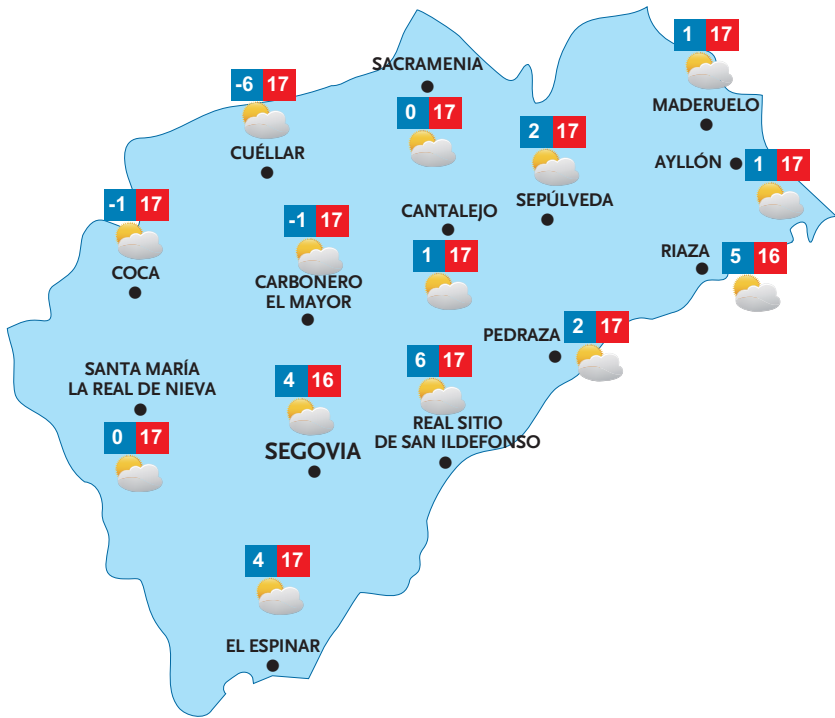 1 17
MADERUELO
SACRAMENIA
0 17
-6 17
CUÉLLAR
2 17
SEPÚLVEDA
AYLLÓN
1 17
-1 17
COCA
-1 17
CARBONERO
EL MAYOR
CANTALEJO
1 17
RIAZA
5 16
PEDRAZA
2 17
SANTA MARÍA
LA REAL DE NIEVA
0 17
4 16
SEGOVIA
6 17
REAL SITIO
DE SAN ILDEFONSO
4 17
EL ESPINAR